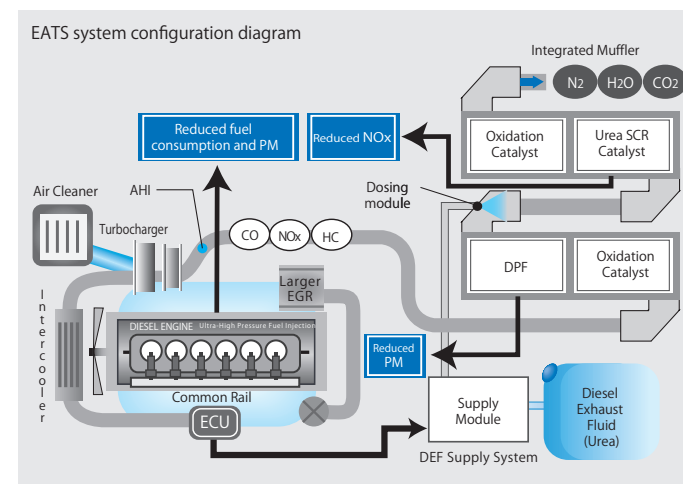 EATS system configuration diagram
Integrated Muffler
N2 H2O CO2
Reduced fuel
consumption and PM
Reduced NOx
Oxidation
Catalyst
Urea SCR
Catalyst
Air Cleaner
AHI
Dosing
module
Turbocharger
CO NOx HC
DPF
Oxidation
Catalyst
Larger
EGR
Intercooler
DIESEL ENGINE Ultra-High Pressure Fuel Injection
Reduced
PM
Common Rail
ECU
Supply
Module
Diesel
Exhaust
Fluid
(Urea)
DEF Supply System